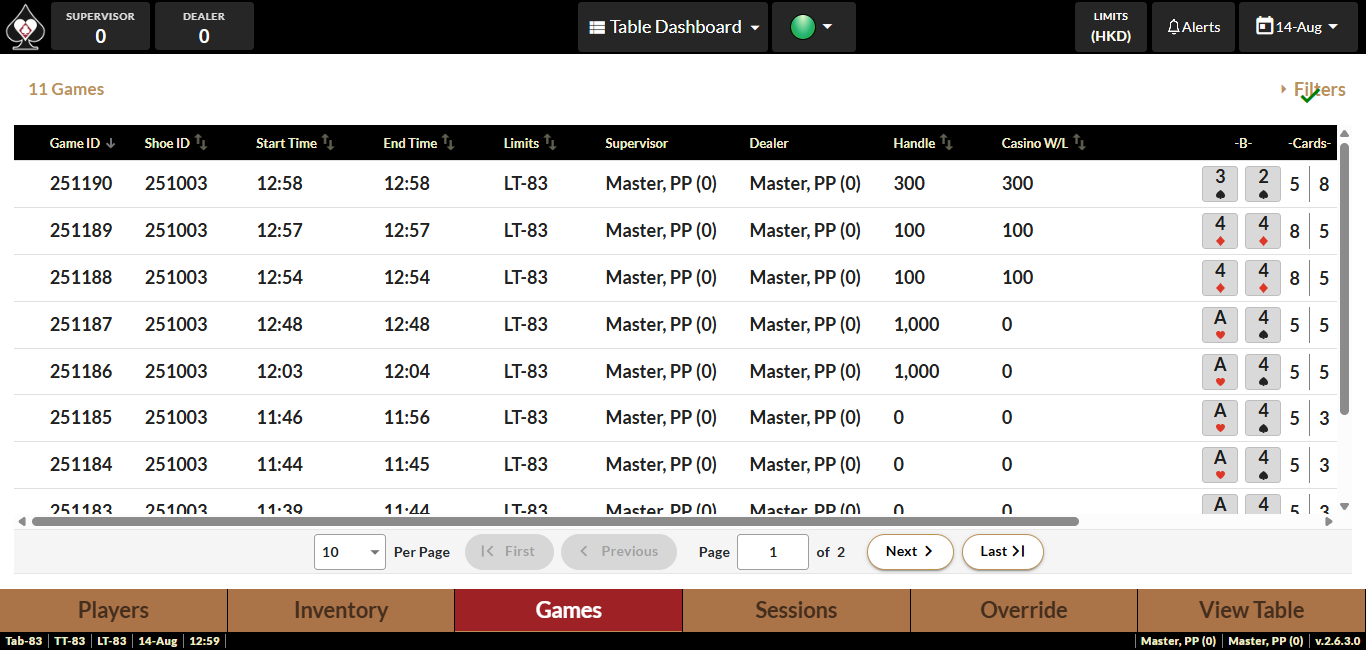 SUPERVISOR DEALER LIMITS
0 0 Table Dashboard (HKD) Alerts 14-Aug
11 Games Filters
Game ID Shoe ID Start Time End Time Limits Supervisor Dealer Handle Casino W/L -B- -Cards-
251190 251003 12:58 12:58 LT-83 Master, PP (0) Master, PP (0) 300 300 3 2 5 8
251189 251003 12:57 12:57 LT-83 Master, PP (0) Master, PP (0) 100 100 4 4 8 5
251188 251003 12:54 12:54 LT-83 Master, PP (0) Master, PP (0) 100 100 4 4 8 5
251187 251003 12:48 12:48 LT-83 Master, PP (0) Master, PP (0) 1,000 0 A 4 5 5
251186 251003 12:03 12:04 LT-83 Master, PP (0) Master, PP (0) 1,000 0 A 4 5 5
251185 251003 11:46 11:56 LT-83 Master, PP (0) Master, PP (0) 0 0 A 4 5 3
251184 251003 11:44 11:45 LT-83 Master, PP (0) Master, PP (0) 0 0 A 4 5 3
251183 251003 11:39 11:44 LT-83 Master, PP (0) Master, PP (0) 0 0 A 4 5 3
10 Per Page First Previous Page 1 of 2 Next Last
Players Inventory Games Sessions Override View Table
Tab-83 TT-83 LT-83 14-Aug 12:59 Master, PP (0) Master, PP (0) v.2.6.3.0